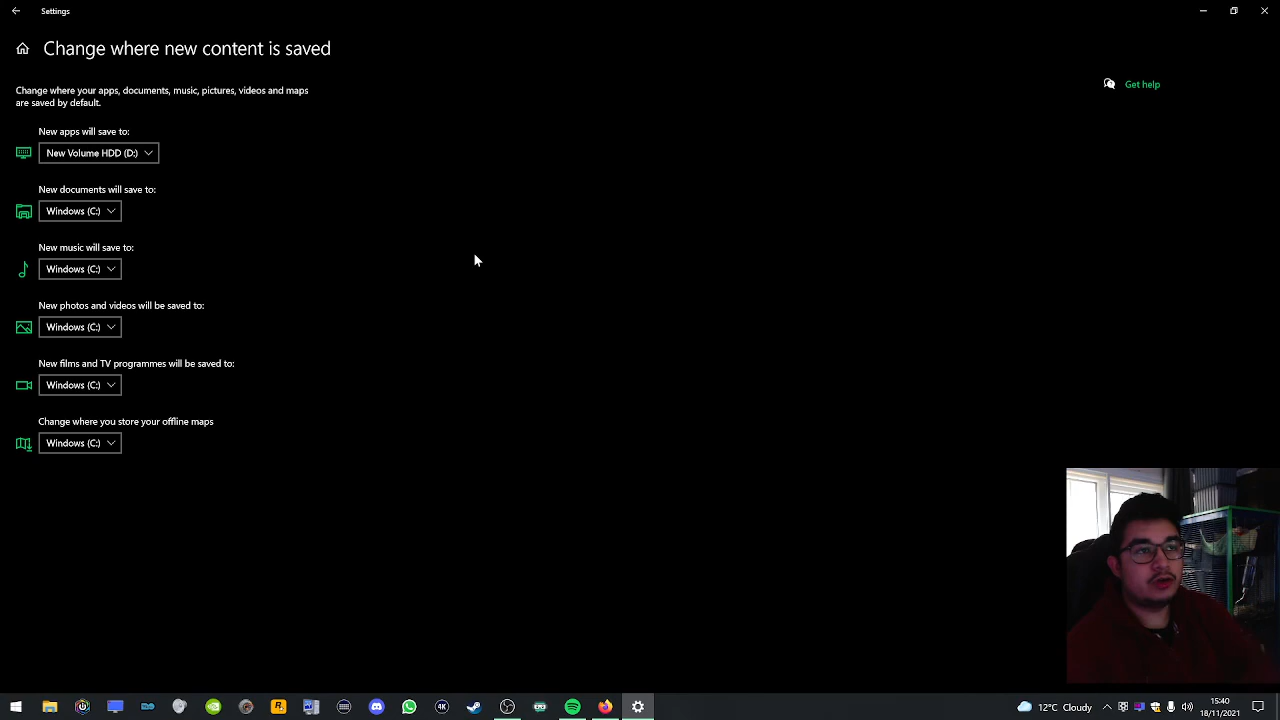 Settings
Change where new content is saved
Change where your apps, documents, music, pictures, videos and maps
are saved by default.
Get help
New apps will save to:
New Volume HDD (D:)
New documents will save to:
Windows (C:)
New music will save to:
Windows (C:)
New photos and videos will be saved to:
Windows (C:)
New films and TV programmes will be saved to:
Windows (C:)
Change where you store your offline maps
Windows (C:)
12°C Cloudy
15:40
18/11/2021